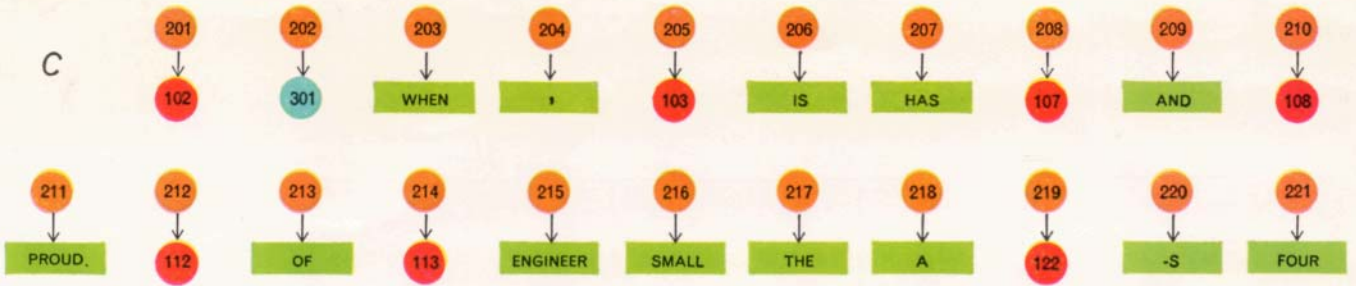 201 202 203 204 205 206 207 208 209 210
C 102 301 WHEN , 103 IS HAS 107 AND 108
211 212 213 214 215 216 217 218 219 220 221
PROUD. 112 OF 113 ENGINEER SMALL THE A 122 -S FOUR